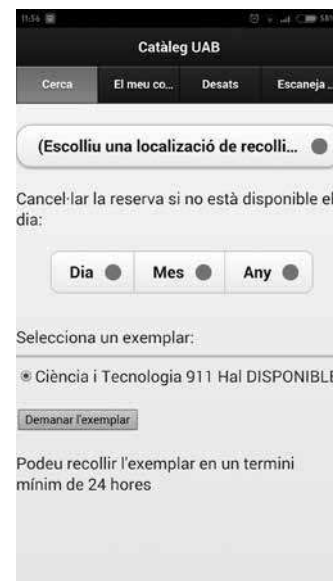 11:56 58%
Catàleg UAB
Cerca El meu co... Desats Escaneja ..
(Escolliu una localizació de recolli...
Cancel·lar la reserva si no està disponible el
dia:
Dia Mes Any
Selecciona un exemplar:
Ciència i Tecnologia 911 Hal DISPONIBLE
Demanar l'exemplar
Podeu recollir l'exemplar en un termini
mínim de 24 hores